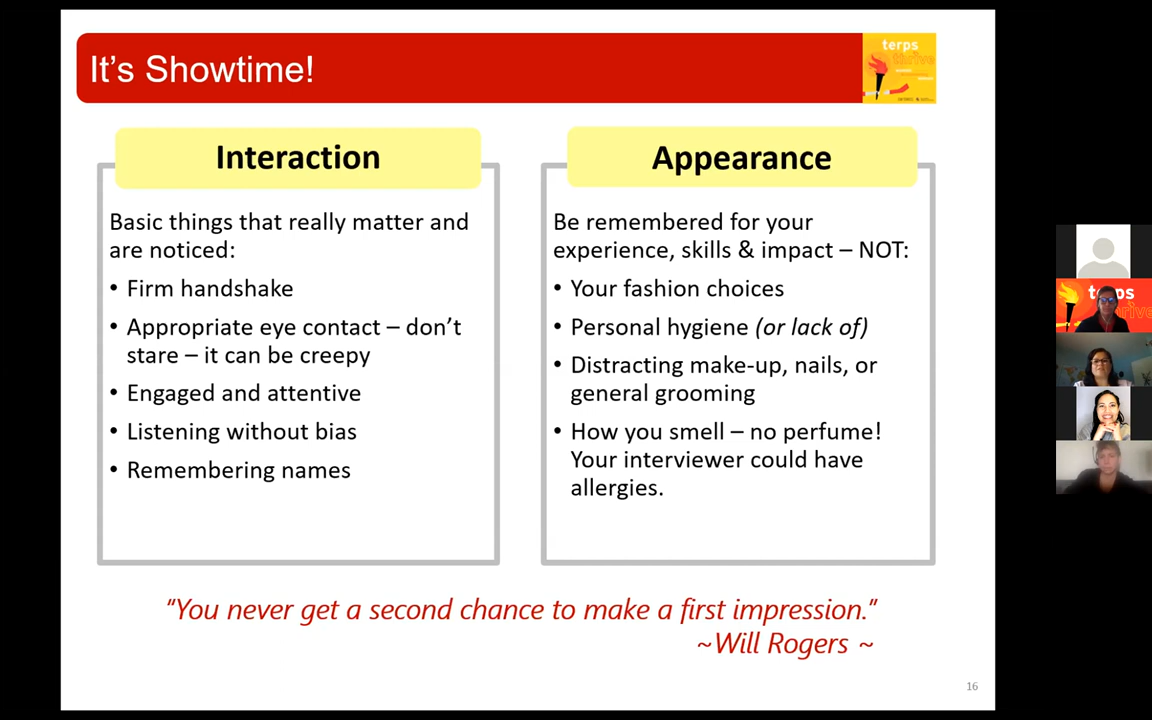 It's Showtime!
terps
thrive
Interaction
Basic things that really matter and
are noticed:
• Firm handshake
• Appropriate eye contact – don't
stare – it can be creepy
• Engaged and attentive
• Listening without bias
• Remembering names
Appearance
Be remembered for your
experience, skills & impact – NOT:
• Your fashion choices
• Personal hygiene (or lack of)
• Distracting make-up, nails, or
general grooming
• How you smell – no perfume!
Your interviewer could have
allergies.
"You never get a second chance to make a first impression."
~Will Rogers ~
16